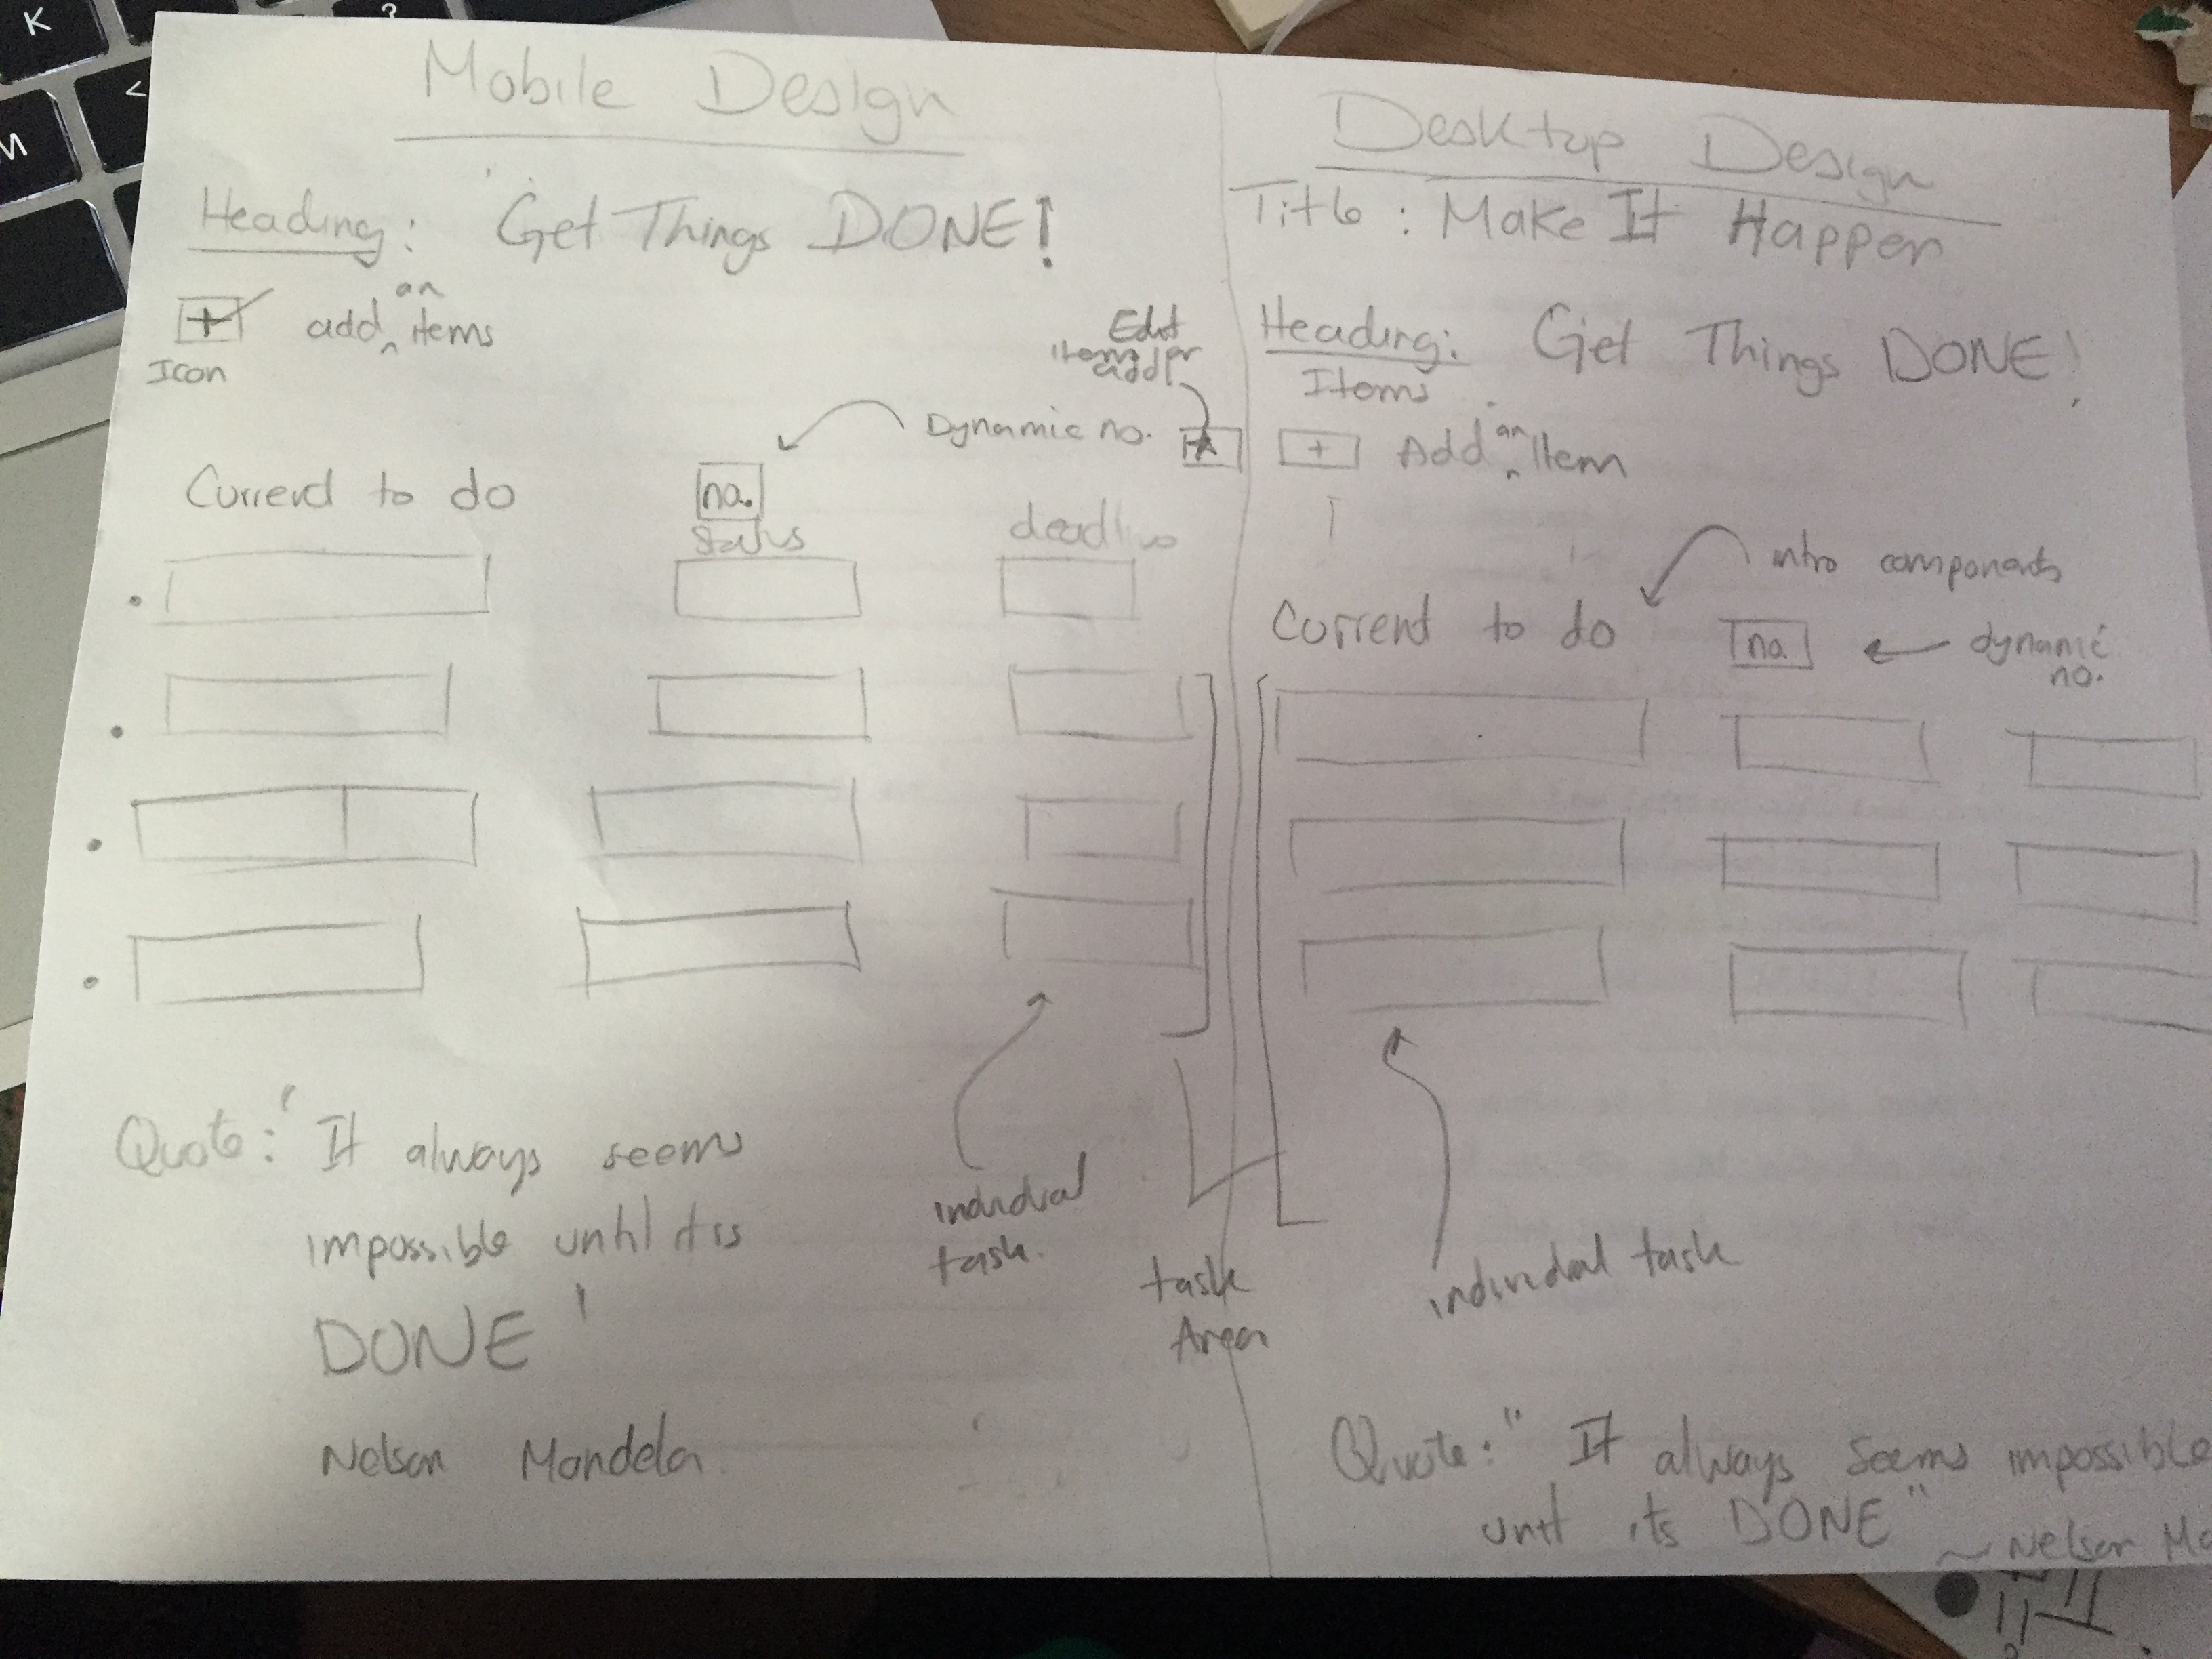 K
?
<
M
Mobile Design
Heading: Get Things DONE!
+ add an items
Icon
Dynamic no.
Current to do
no.
status
deadline
individual
task.
task
Area
Quote: "It always seems
impossible until it is
DONE '
Nelson Mandela.
Desktop Design
Title : Make It Happen
Edit
items
add
Heading: Get Things DONE!
Items
+ Add an Item
intro components
Current to do
no.
dynamic
no.
individual task
Quote: " It always seems impossible
until its DONE "
~ Nelson Ma